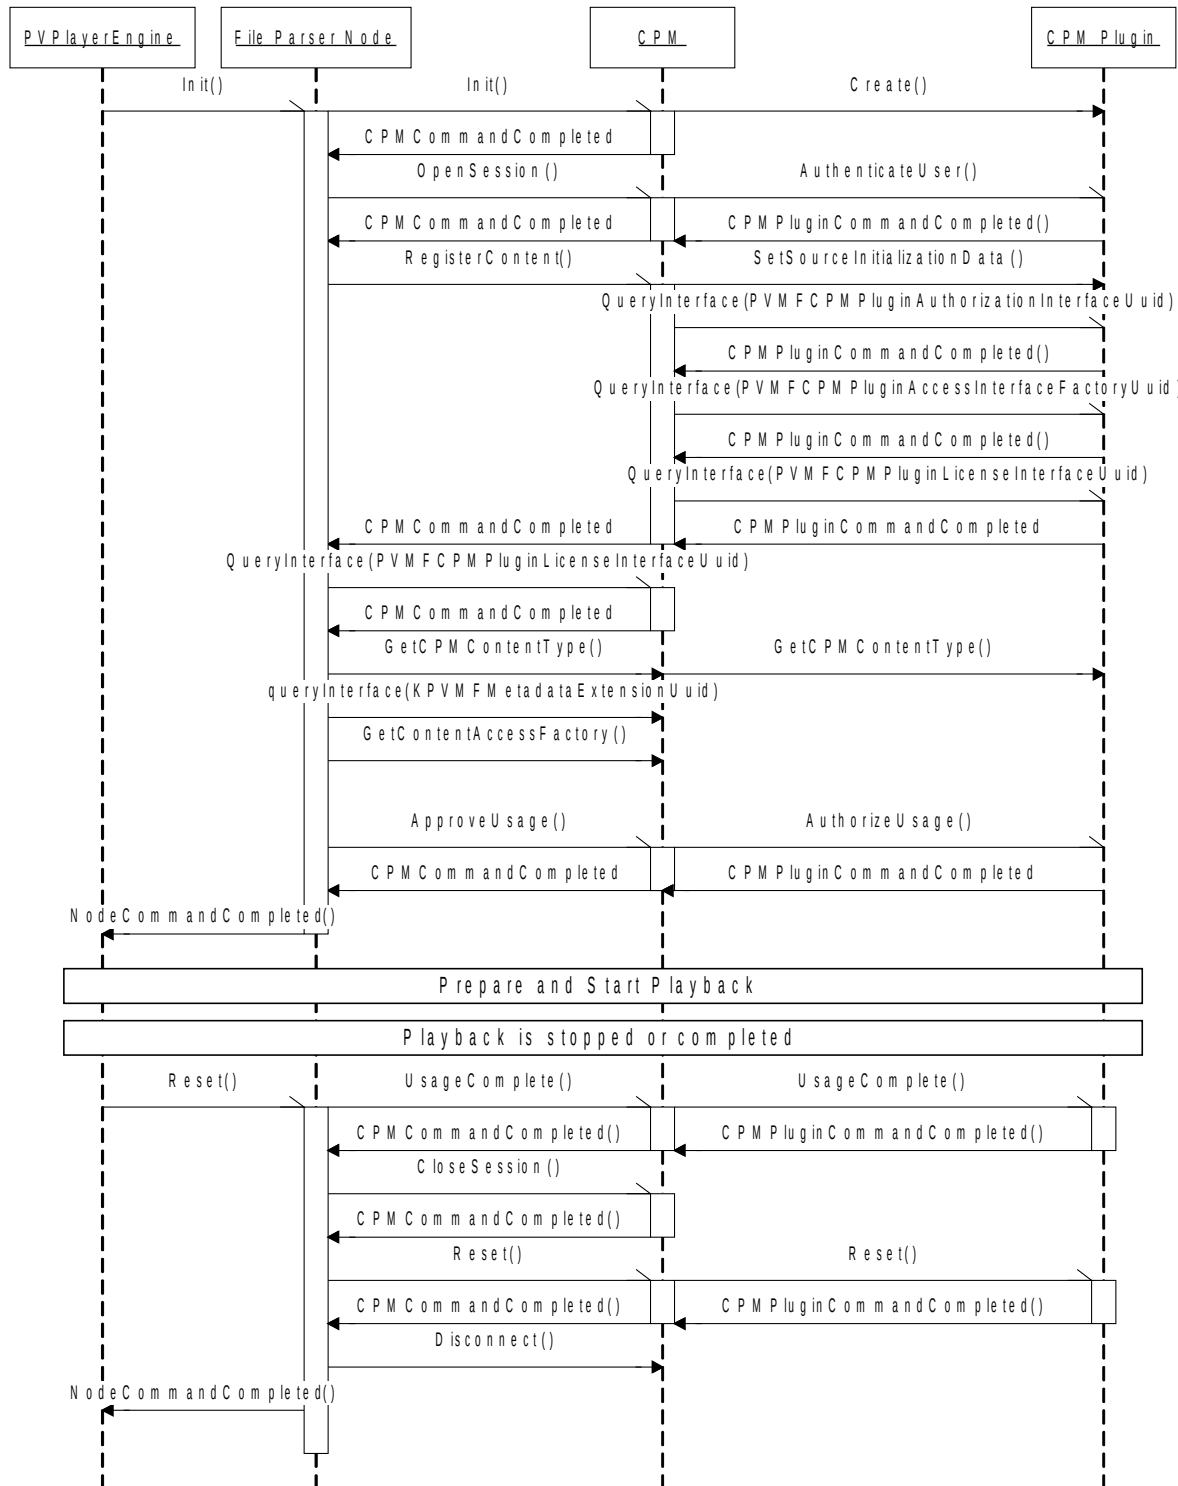 PVPlayerEngine
File Parser Node
CPM
CPM Plugin
Init()
Init()
Create()
CPMCommandCompleted
OpenSession()
AuthenticateUser()
CPMCommandCompleted
CPMPluginCommandCompleted()
RegisterContent()
SetSourceInitializationData()
QueryInterface(PVMFCPMPluginAuthorizationInterfaceUuid)
CPMPluginCommandCompleted()
QueryInterface(PVMFCPMPluginAccessInterfaceFactoryUuid)
CPMPluginCommandCompleted()
QueryInterface(PVMFCPMPluginLicenseInterfaceUuid)
CPMCommandCompleted
CPMPluginCommandCompleted
QueryInterface(PVMFCPMPluginLicenseInterfaceUuid)
CPMCommandCompleted
GetCPMContentType()
GetCPMContentType()
queryInterface(KPVMFMetadataExtensionUuid)
GetContentAccessFactory()
ApproveUsage()
AuthorizeUsage()
CPMCommandCompleted
CPMPluginCommandCompleted
NodeCommandCompleted()
Prepare and Start Playback
Playback is stopped or completed
Reset()
UsageComplete()
UsageComplete()
CPMCommandCompleted()
CPMPluginCommandCompleted()
CloseSession()
CPMCommandCompleted()
Reset()
Reset()
CPMCommandCompleted()
CPMPluginCommandCompleted()
Disconnect()
NodeCommandCompleted()